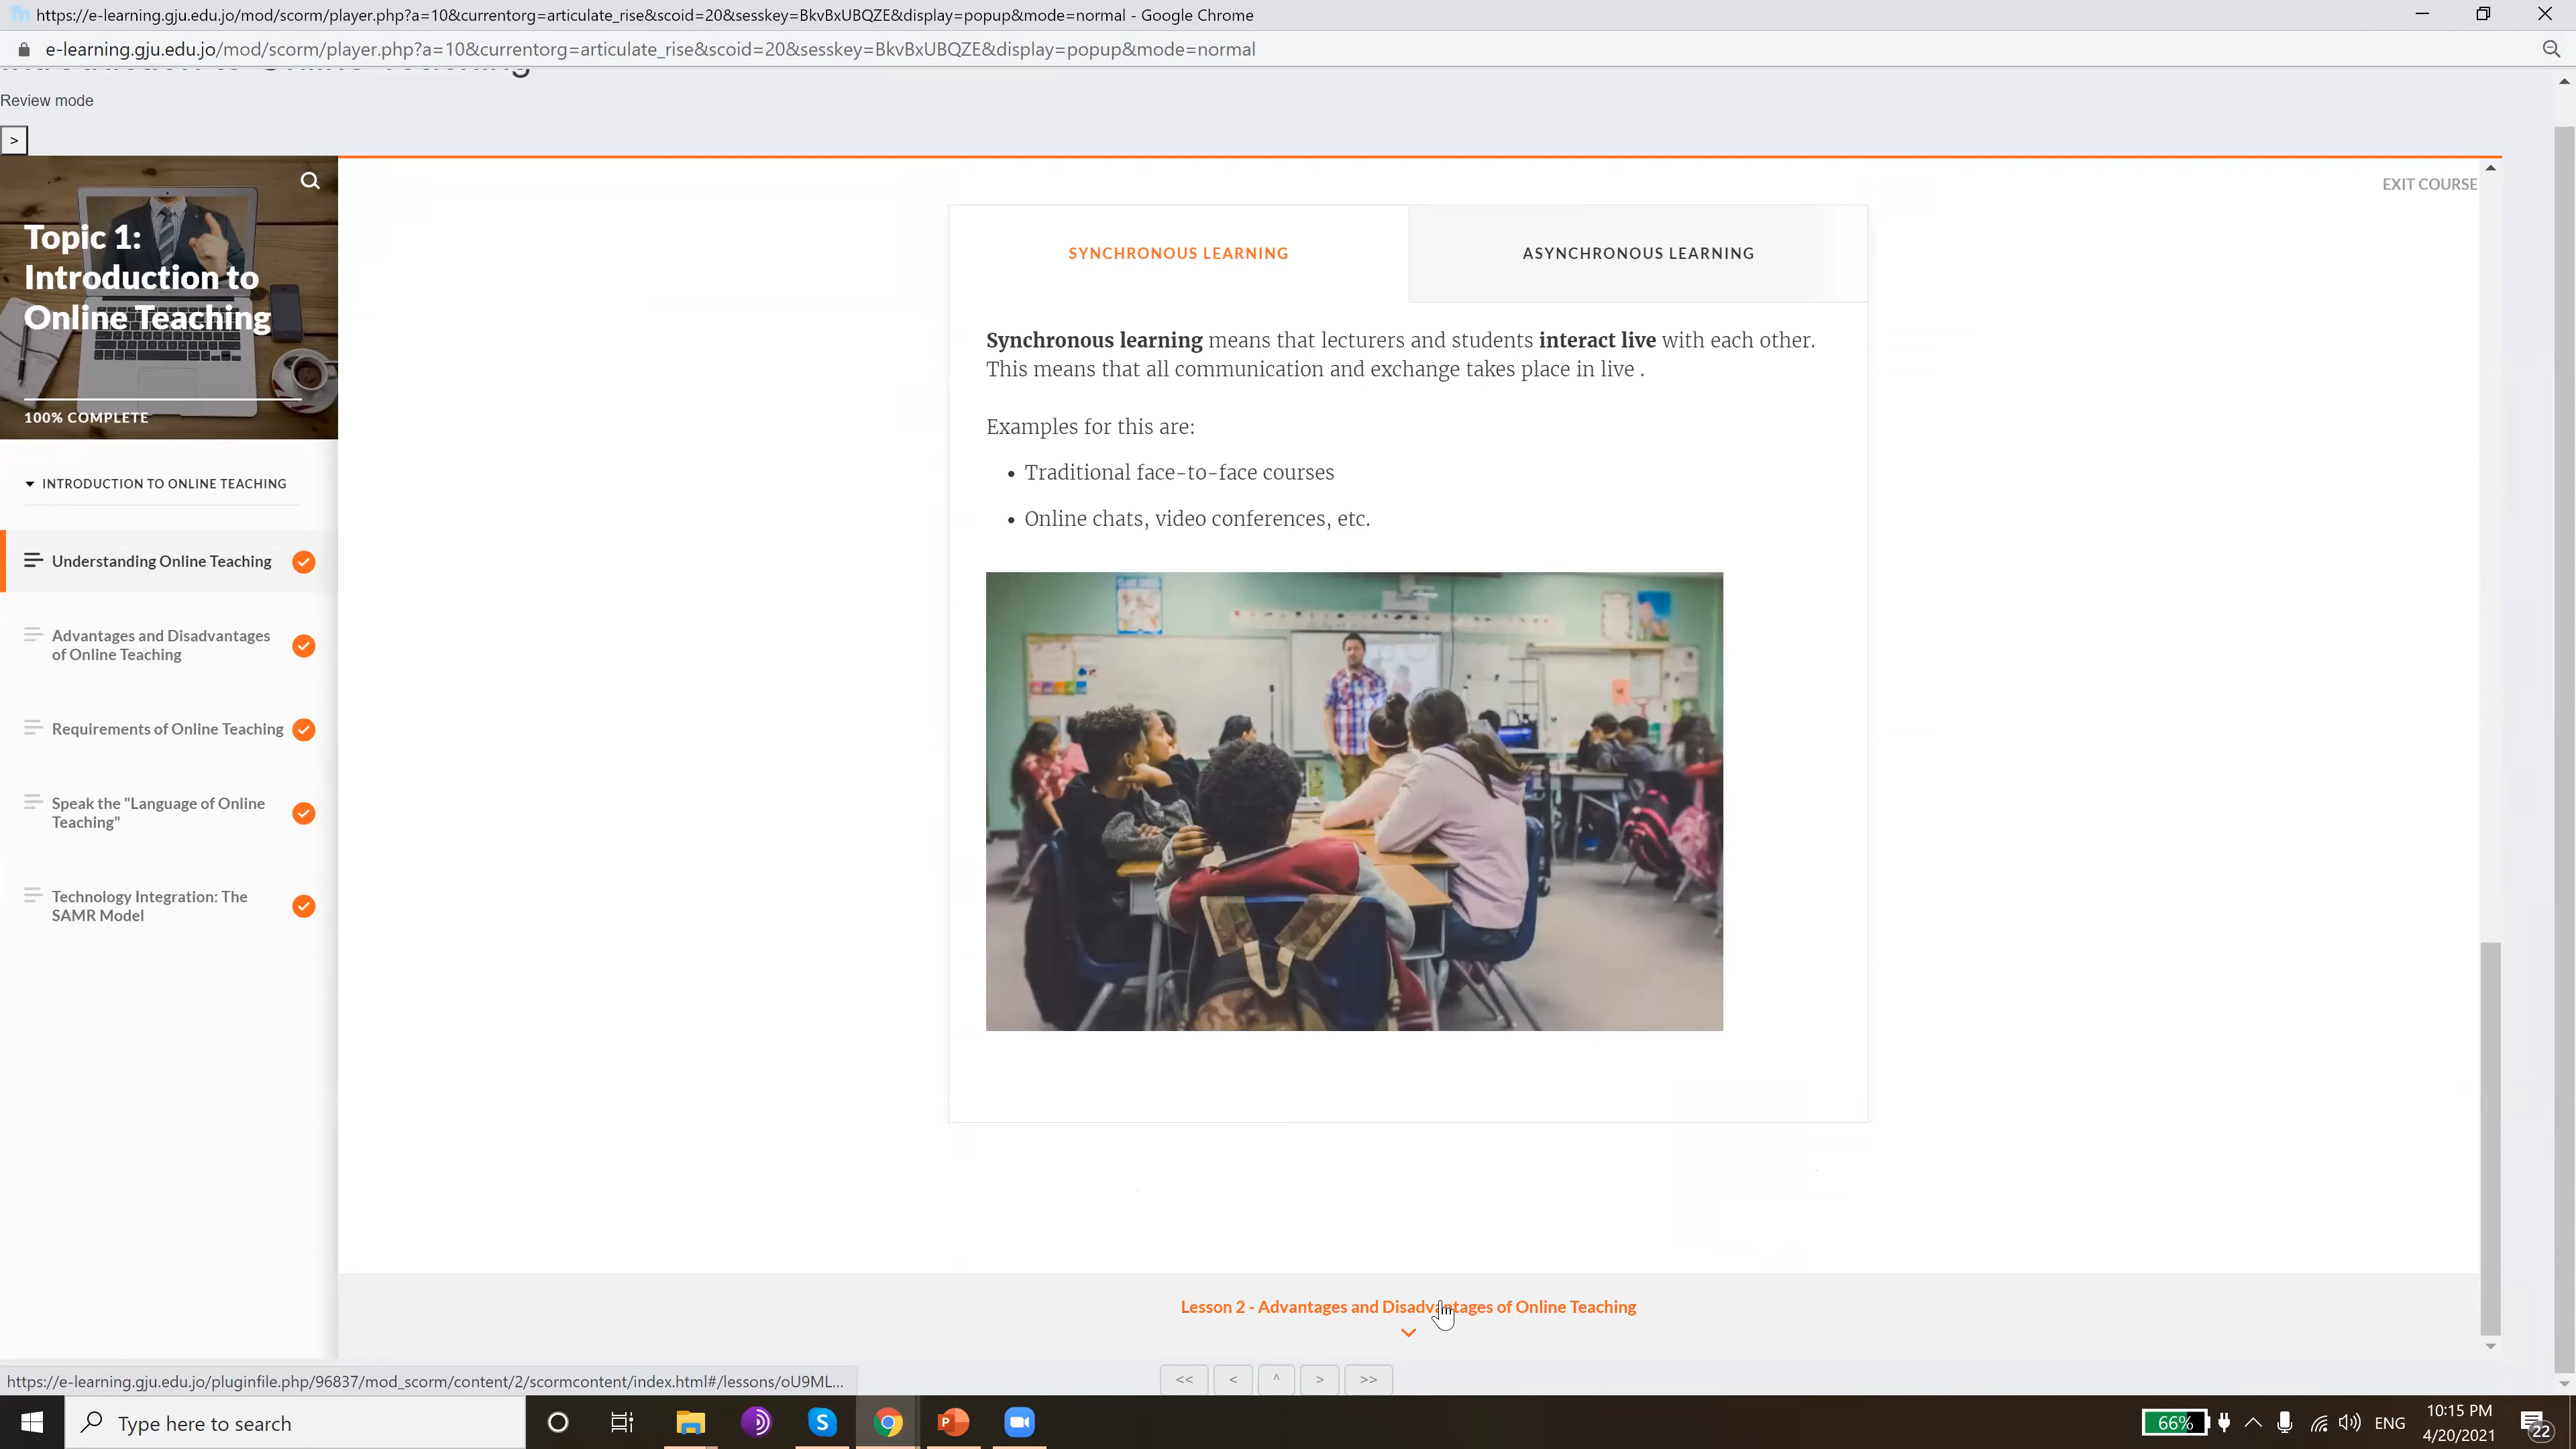 https://e-learning.gju.edu.jo/mod/scorm/player.php?a=10&currentorg=articulate_rise&scoid=20&sesskey=BkvBxUBQZE&display=popup&mode=normal - Google Chrome
e-learning.gju.edu.jo/mod/scorm/player.php?a=10&currentorg=articulate_rise&scoid=20&sesskey=BkvBxUBQZE&display=popup&mode=normal
Introduction to Online Teaching
Review mode
>
EXIT COURSE
Topic 1:
Introduction to
Online Teaching
100% COMPLETE
INTRODUCTION TO ONLINE TEACHING
Understanding Online Teaching
Advantages and Disadvantages
of Online Teaching
Requirements of Online Teaching
Speak the "Language of Online
Teaching"
Technology Integration: The
SAMR Model
SYNCHRONOUS LEARNING
ASYNCHRONOUS LEARNING
Synchronous learning means that lecturers and students interact live with each other.
This means that all communication and exchange takes place in live .
Examples for this are:
• Traditional face-to-face courses
• Online chats, video conferences, etc.
Lesson 2 - Advantages and Disadvantages of Online Teaching
https://e-learning.gju.edu.jo/pluginfile.php/96837/mod_scorm/content/2/scormcontent/index.html#/lessons/oU9ML...
<< < ^ > >>
Type here to search
66%
ENG
10:15 PM
4/20/2021
22